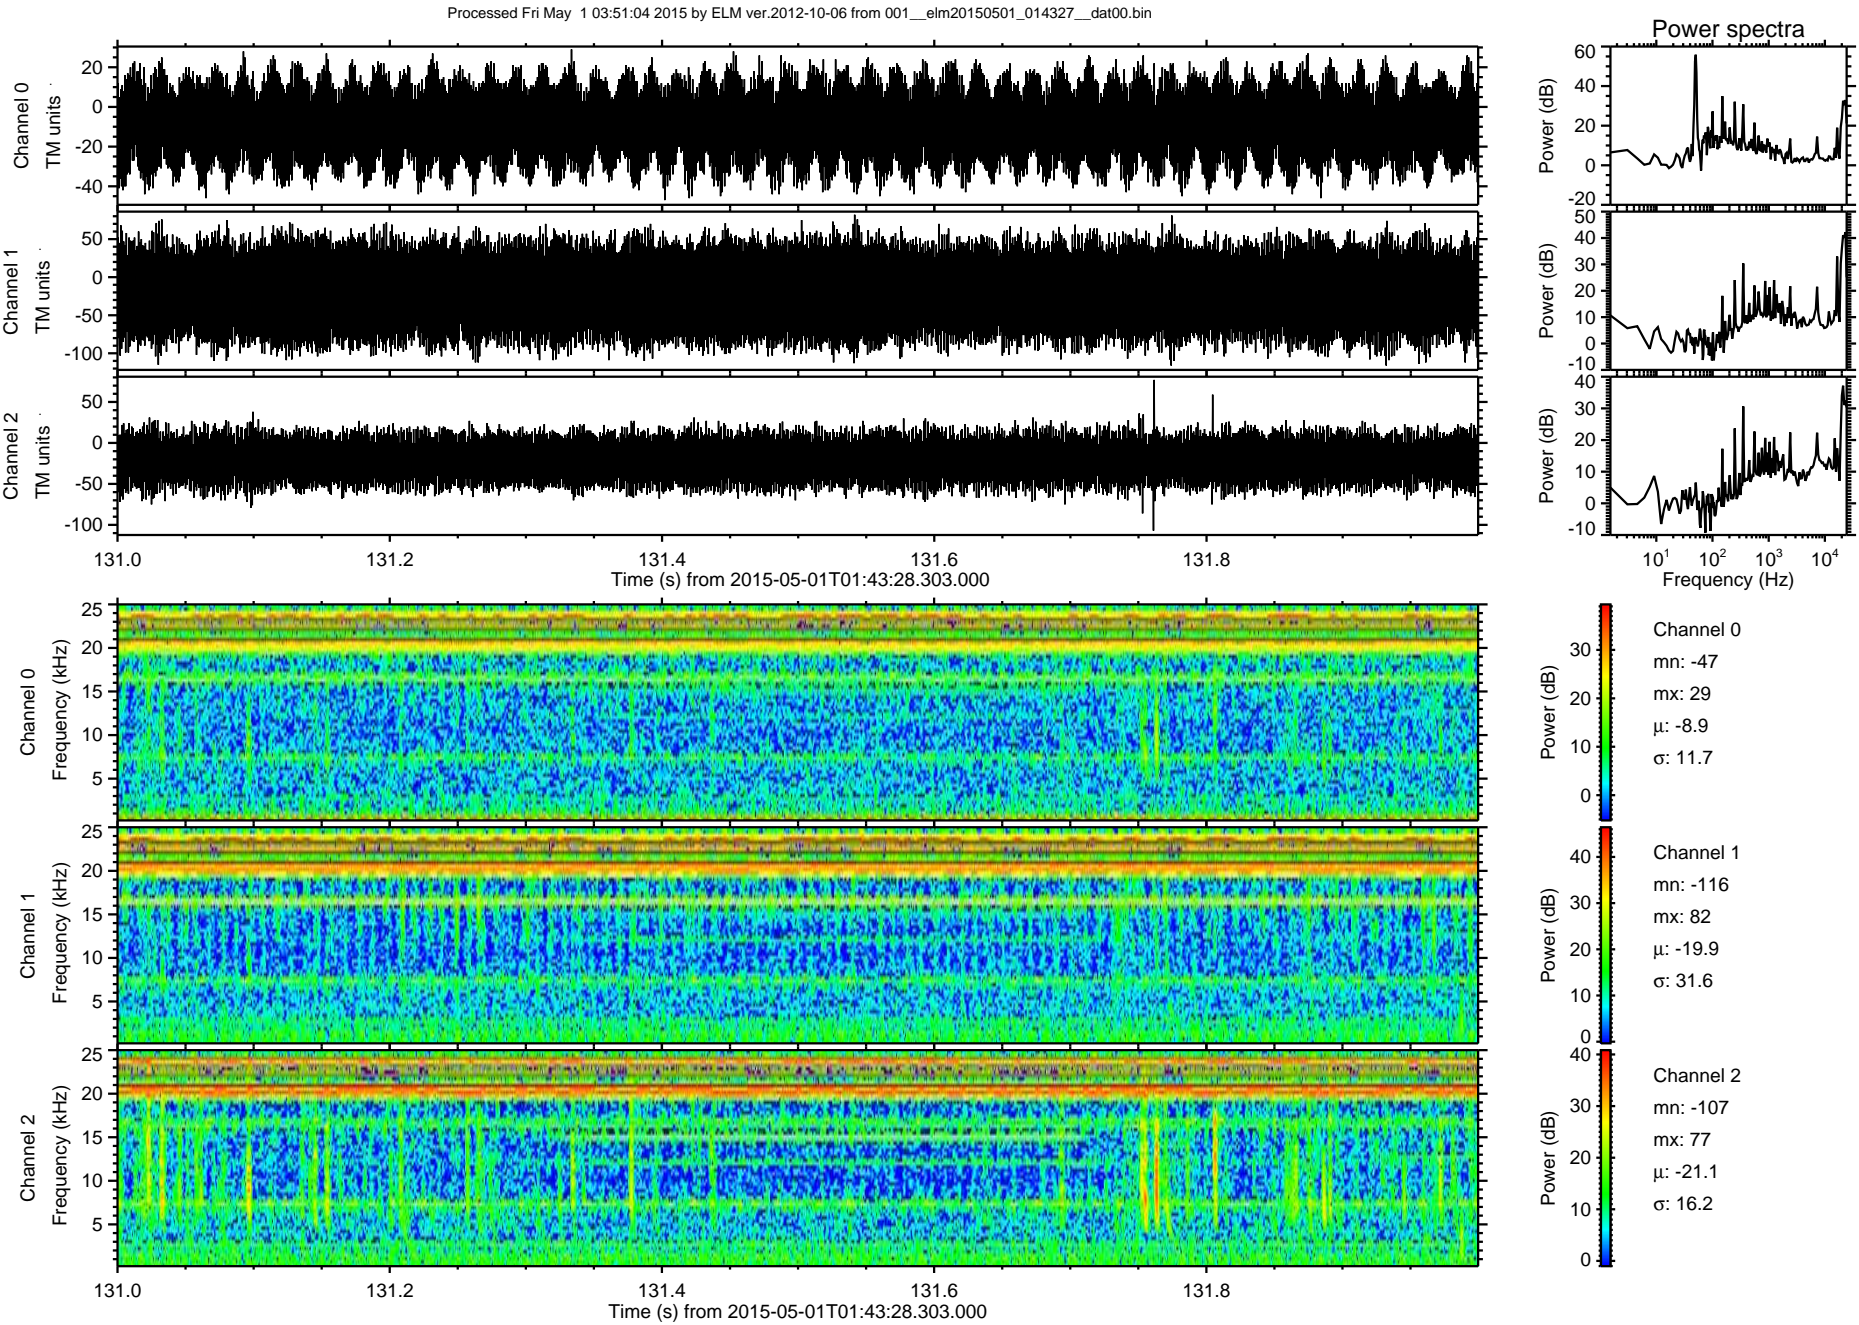 Processed Fri May  1 03:51:04 2015 by ELM ver.2012-10-06 from 001__elm20150501_014327__dat00.bin
Power spectra
Channel 0
TM units
20
0
-20
-40
Power (dB)
60
40
20
0
-20
Channel 1
TM units
50
0
-50
-100
Power (dB)
50
40
30
20
10
0
-10
Channel 2
TM units
50
0
-50
-100
Power (dB)
40
30
20
10
0
-10
131.0 131.2 131.4 131.6 131.8
Time (s) from 2015-05-01T01:43:28.303.000
10^1 10^2 10^3 10^4
Frequency (Hz)
Channel 0
Frequency (kHz)
25
20
15
10
5
Power (dB)
30
20
10
0
Channel 0
mn: -47
mx: 29
μ: -8.9
σ: 11.7
Channel 1
Frequency (kHz)
25
20
15
10
5
Power (dB)
40
30
20
10
0
Channel 1
mn: -116
mx: 82
μ: -19.9
σ: 31.6
Channel 2
Frequency (kHz)
25
20
15
10
5
Power (dB)
40
30
20
10
0
Channel 2
mn: -107
mx: 77
μ: -21.1
σ: 16.2
131.0 131.2 131.4 131.6 131.8
Time (s) from 2015-05-01T01:43:28.303.000